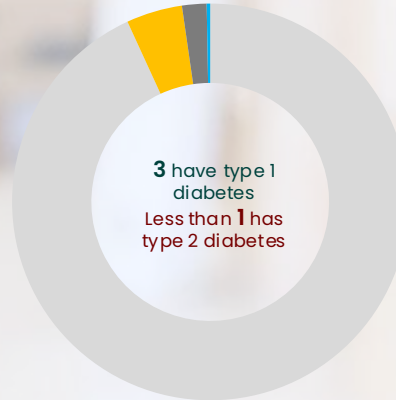 3 have type 1
diabetes
Less than 1 has
type 2 diabetes